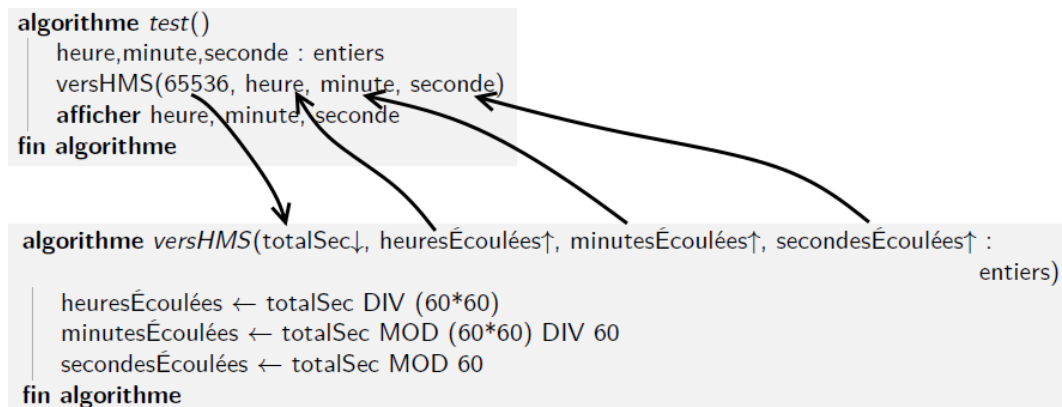 algorithme test()
heure,minute,seconde : entiers
versHMS(65536, heure, minute, seconde)
afficher heure, minute, seconde
fin algorithme
algorithme versHMS(totalSec↓, heuresÉcoulées↑, minutesÉcoulées↑, secondesÉcoulées↑ :
entiers)
heuresÉcoulées ← totalSec DIV (60*60)
minutesÉcoulées ← totalSec MOD (60*60) DIV 60
secondesÉcoulées ← totalSec MOD 60
fin algorithme